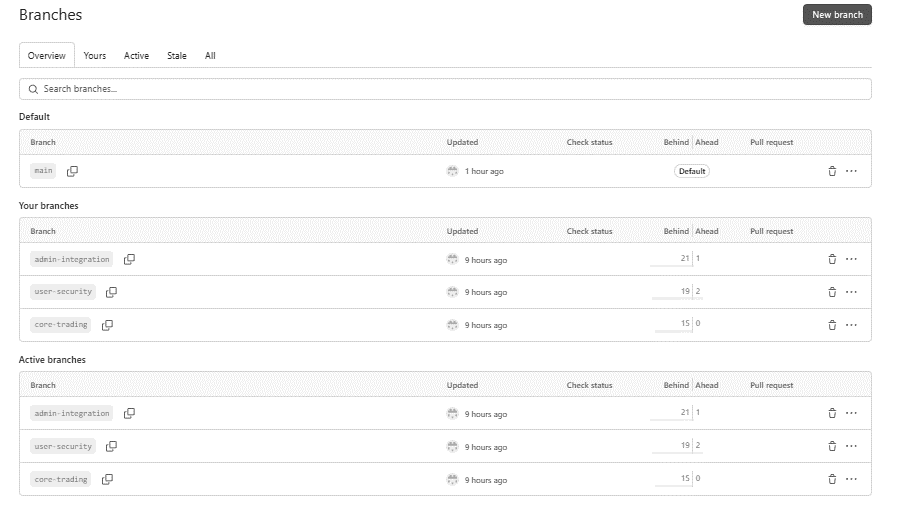 Branches
New branch
Overview Yours Active Stale All
Search branches...
Default
Branch Updated Check status Behind Ahead Pull request
main 1 hour ago Default
Your branches
Branch Updated Check status Behind Ahead Pull request
admin-integration 9 hours ago 21 1
user-security 9 hours ago 19 2
core-trading 9 hours ago 15 0
Active branches
Branch Updated Check status Behind Ahead Pull request
admin-integration 9 hours ago 21 1
user-security 9 hours ago 19 2
core-trading 9 hours ago 15 0